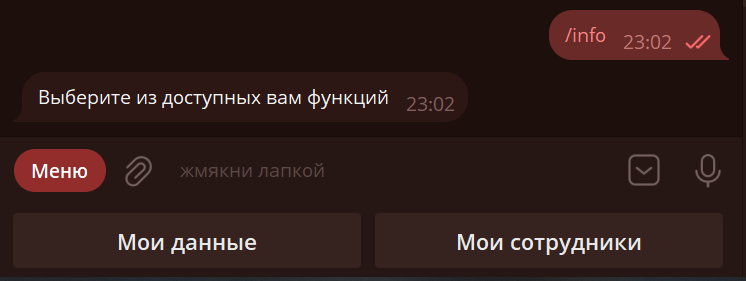 /info 23:02
Выберите из доступных вам функций 23:02
Меню жмякни лапкой
Мои данные Мои сотрудники